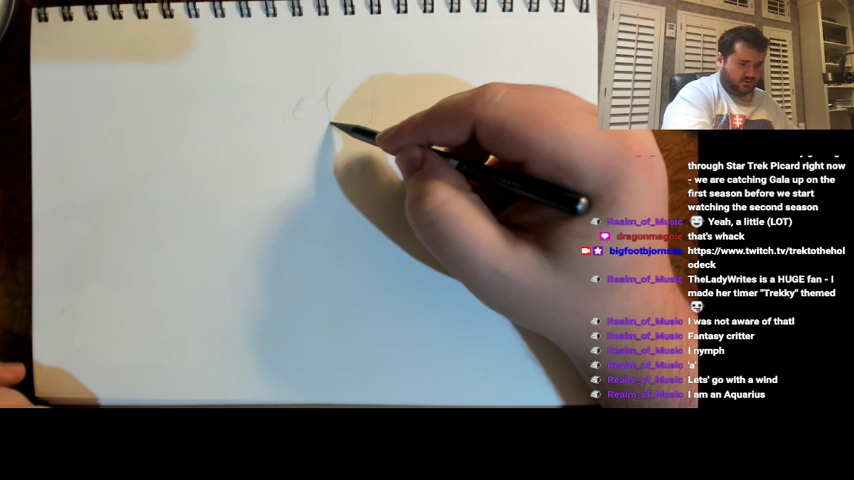 through Star Trek Picard right now
- we are catching Gala up on the
first season before we start
watching the second season
Realm_of_Music Yeah, a little (LOT)
dragonmagpie that's whack
bigfootbjornsen https://www.twitch.tv/trektothehol
odeck
Realm_of_Music TheLadyWrites is a HUGE fan - I
made her timer "Trekky" themed
Realm_of_Music I was not aware of that!
Realm_of_Music Fantasy critter
Realm_of_Music I nymph
Realm_of_Music 'a'
Realm_of_Music Lets' go with a wind
Realm_of_Music I am an Aquarius